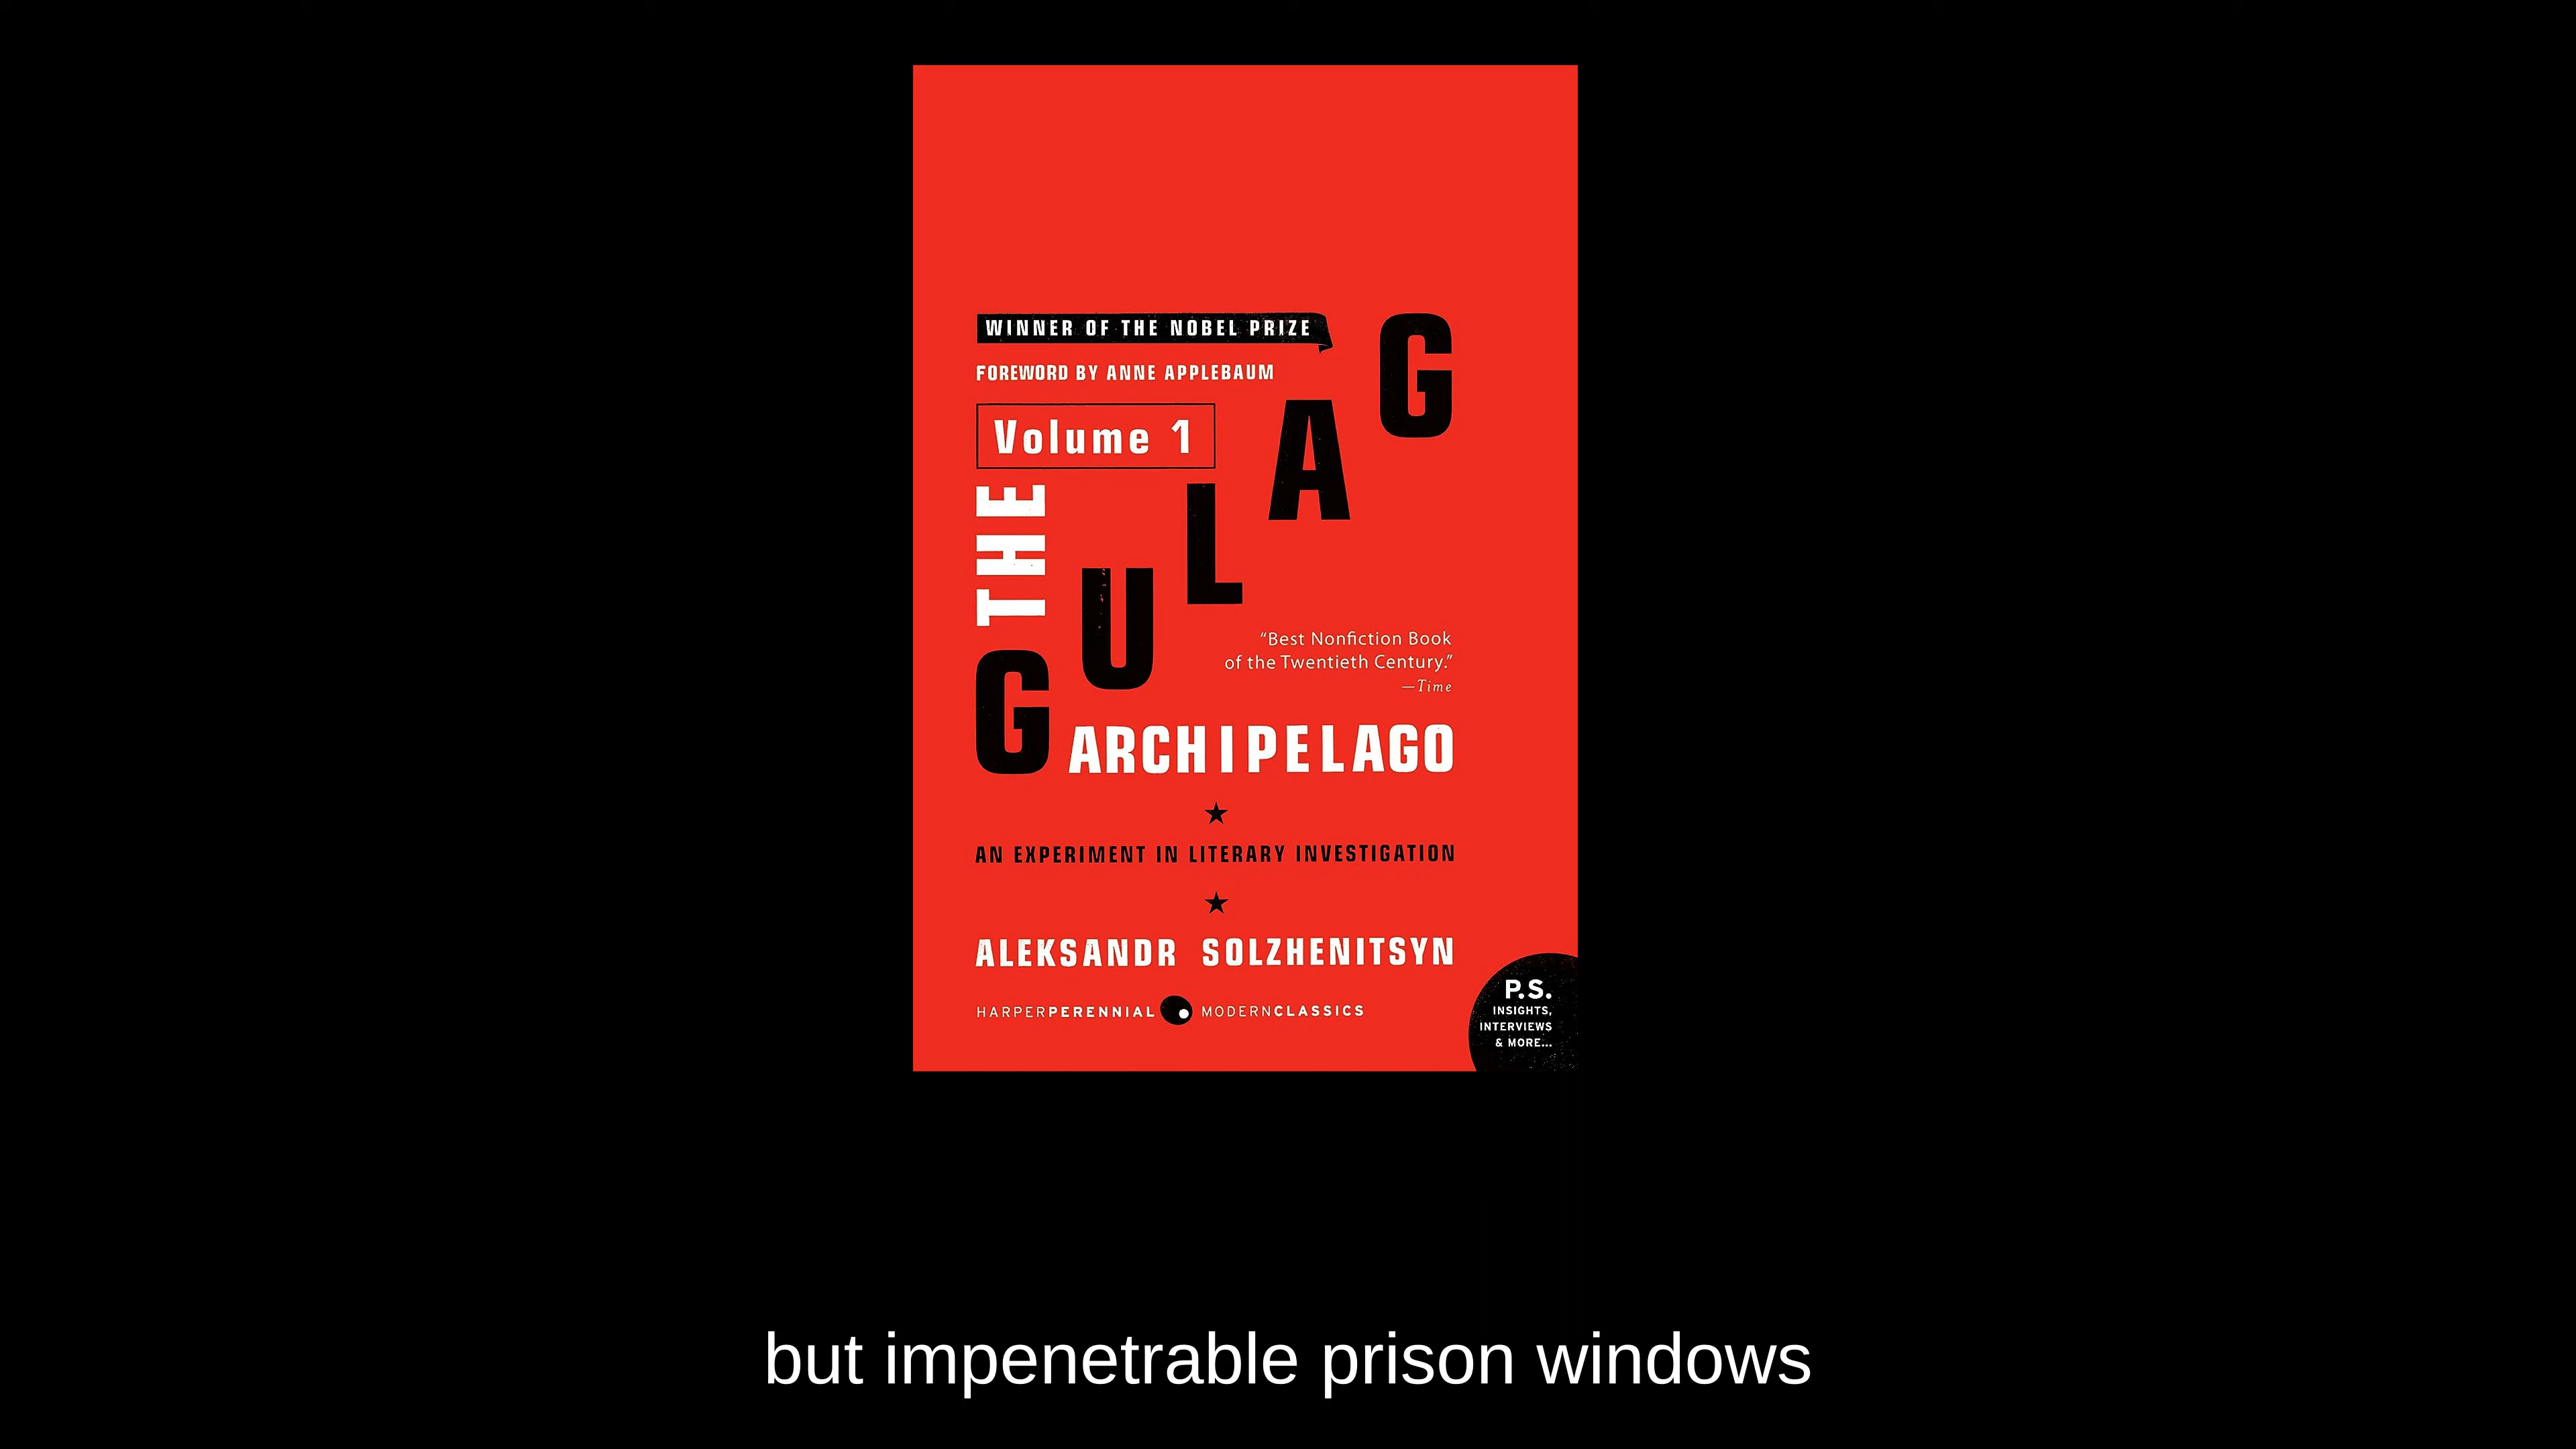 WINNER OF THE NOBEL PRIZE
FOREWORD BY ANNE APPLEBAUM
Volume 1
THE
GULAG
"Best Nonfiction Book
of the Twentieth Century."
—Time
ARCHIPELAGO
AN EXPERIMENT IN LITERARY INVESTIGATION
ALEKSANDR SOLZHENITSYN
HARPERPERENNIAL MODERNCLASSICS
P.S.
INSIGHTS,
INTERVIEWS
& MORE...
but impenetrable prison windows